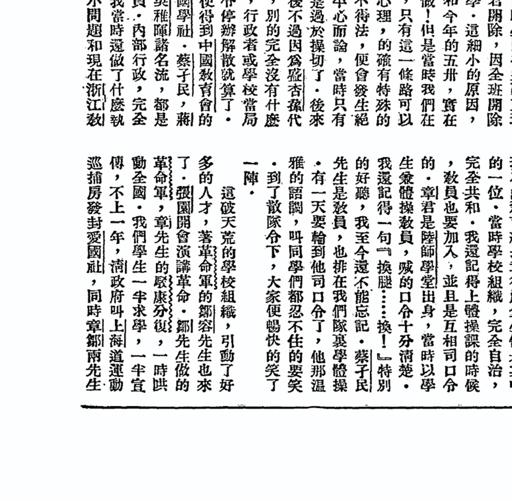 君開除，因全班開除
學．這細小的原因，
和今年的五卅，實在
做！但是當時我們在
，只有這一條路可以
心理，的確有特殊的
不得法，便會發生絕
中心而論，當時只有
是過於操切了．後來
後不過因爲盛杏蓀代
，別的完全沒有什麼
，行政者或學校當局
不停辦解散就算了．
使得到中國敎育會的
國學社．蔡孑民，蔣
吳稚暉諸名流，都是
員．內部行政，完全
我當時還做了什麼執
小問題和現在浙江敎
的一位．當時學校組織，完全自治，
完全共和．我還記得上體操課的時候
，敎員也要加入，並且是互相司口令
的．章君是陸師學堂出身，當時以學
生兼體操敎員，喊的口令十分清楚．
我還記得一句『換腿……換！』特別
的好聽，我至今還不能忘記．蔡孑民
先生是敎員，也排在我們隊裏學體操
．有一天要輪到他司口令了，他那溫
雅的語調，叫同學們都忍不住的要笑
．到了散隊令下，大家便暢快的笑了
一陣．
這破天荒的學校組織，引動了好
多的人才，著革命軍的鄒容先生也來
了．張園開會演講革命．鄒先生做的
革命軍，章先生的駁康分復，一時鬨
動全國．我們學生一半求學，一半宣
傳，不上一年，淸政府叫上海道運動
巡捕房發封愛國社，同時章鄒兩先生